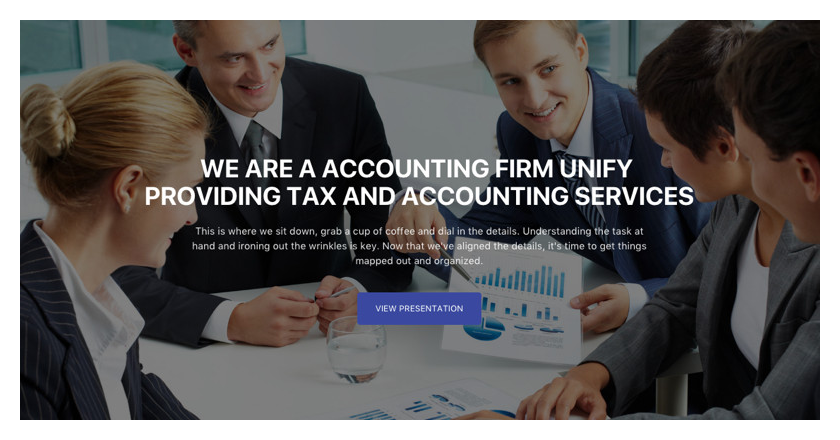 WE ARE A ACCOUNTING FIRM UNIFY
PROVIDING TAX AND ACCOUNTING SERVICES
This is where we sit down, grab a cup of coffee and dial in the details. Understanding the task at
hand and ironing out the wrinkles is key. Now that we've aligned the details, it's time to get things
mapped out and organized.
VIEW PRESENTATION